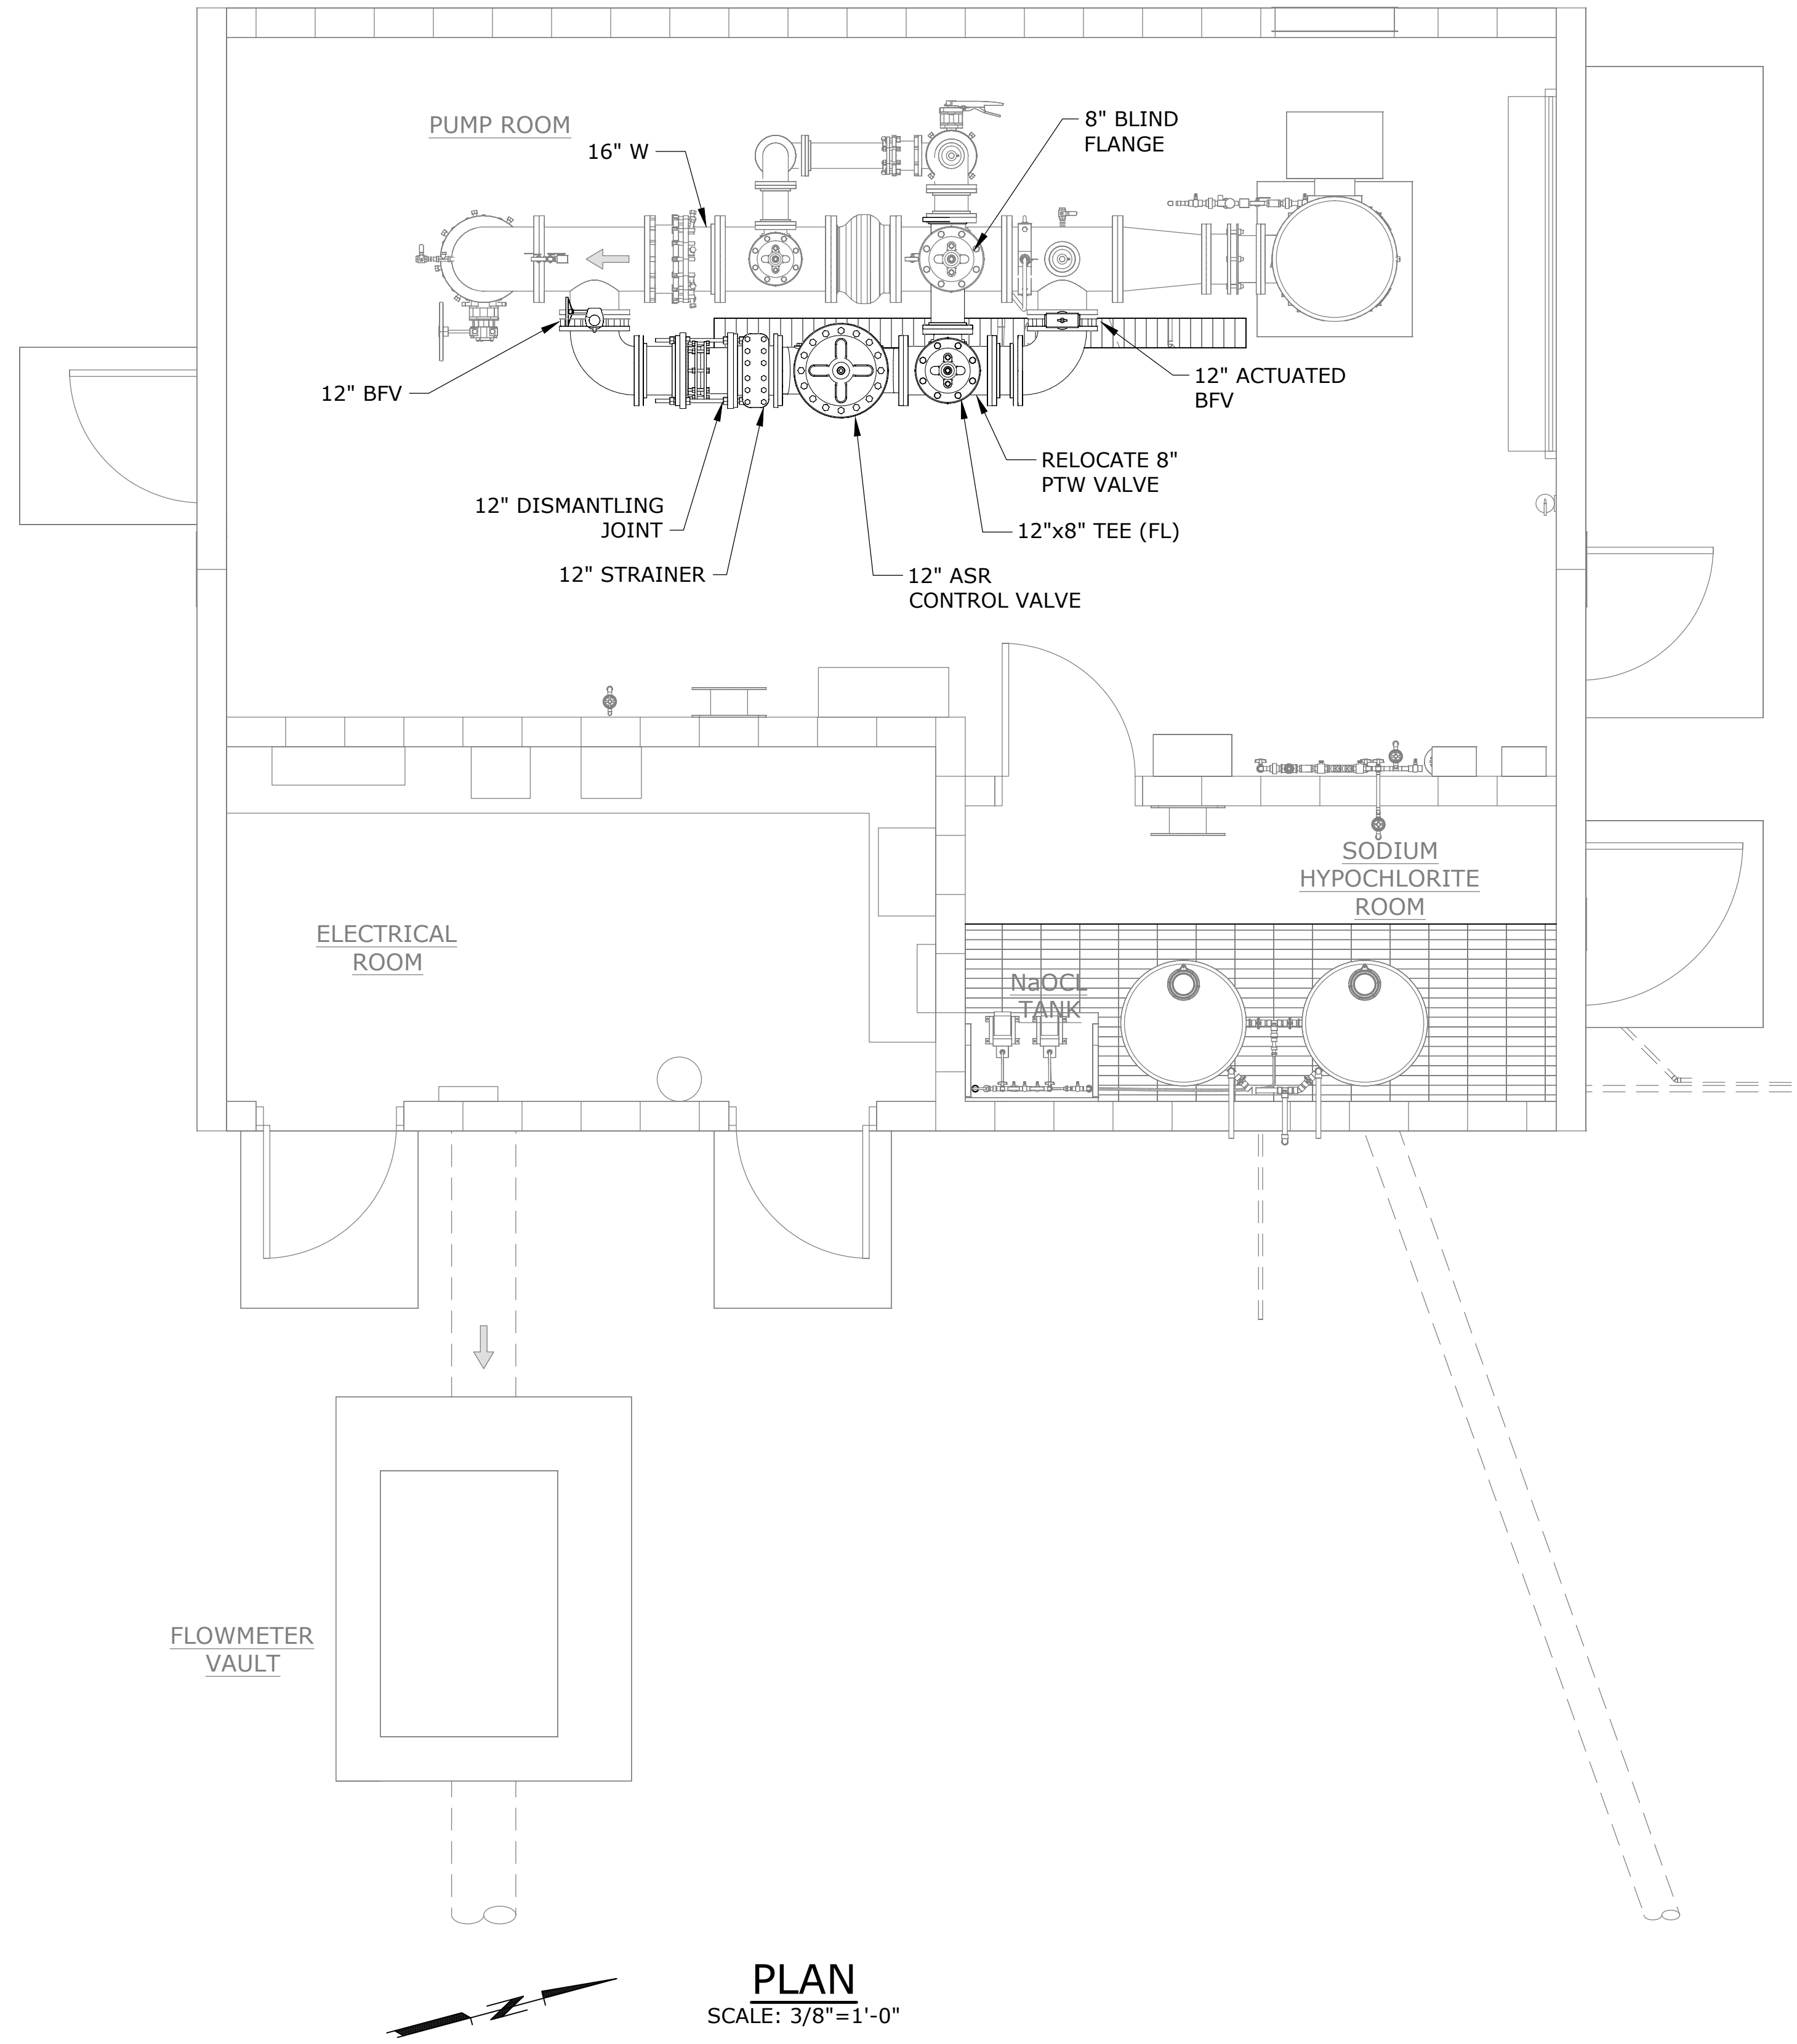 PUMP ROOM
16" W
8" BLIND
FLANGE
12" BFV
12" ACTUATED
BFV
RELOCATE 8"
PTW VALVE
12" DISMANTLING
JOINT
12"x8" TEE (FL)
12" STRAINER
12" ASR
CONTROL VALVE
SODIUM
HYPOCHLORITE
ROOM
ELECTRICAL
ROOM
NaOCL
TANK
FLOWMETER
VAULT
N
PLAN
SCALE: 3/8"=1'-0"